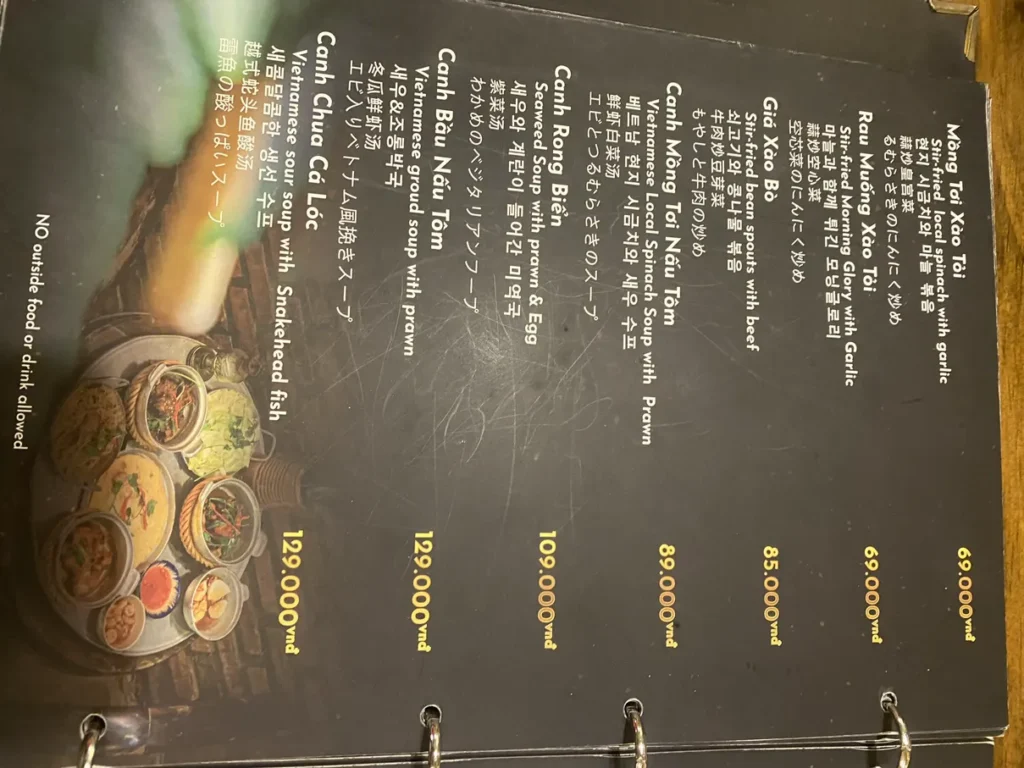 Mồng Tơi Xào Tỏi
Stir-fried local spinach with garlic
현지 시금치와 마늘 볶음
蒜炒皇宫菜
るむらさきのにんにく炒め
69.000vnđ
Rau Muống Xào Tỏi
Stir-fried Morning Glory with Garlic
마늘과 함께 튀긴 모닝글로리
蒜蓉炒空心菜
空芯菜のにんにく炒め
69.000vnđ
Giá Xào Bò
Stir-fried bean spouts with beef
쇠고기와 콩나물 볶음
牛肉炒豆芽菜
もやしと牛肉の炒め
85.000vnđ
Canh Mồng Tơi Nấu Tôm
Vietnamese Local Spinach Soup with Prawn
베트남 현지 시금치와 새우 수프
鲜虾白菜汤
エビとつるむらさきのスープ
89.000vnđ
Canh Rong Biển
Seaweed Soup with prawn & Egg
새우와 계란이 들어간 미역국
紫菜汤
わかめのベジタリアンフープ
109.000vnđ
Canh Bầu Nấu Tôm
Vietnamese groud soup with prawn
새우&조롱박국
冬瓜鲜虾汤
エビ入りベトナム風挽きスープ
129.000vnđ
Canh Chua Cá Lóc
Vietnamese sour soup with Snakehead fish
새콤달콤한 생선 수프
越式蛇头鱼酸汤
雷魚の酸っぱいスープ
129.000vnđ
NO outside food or drink allowed